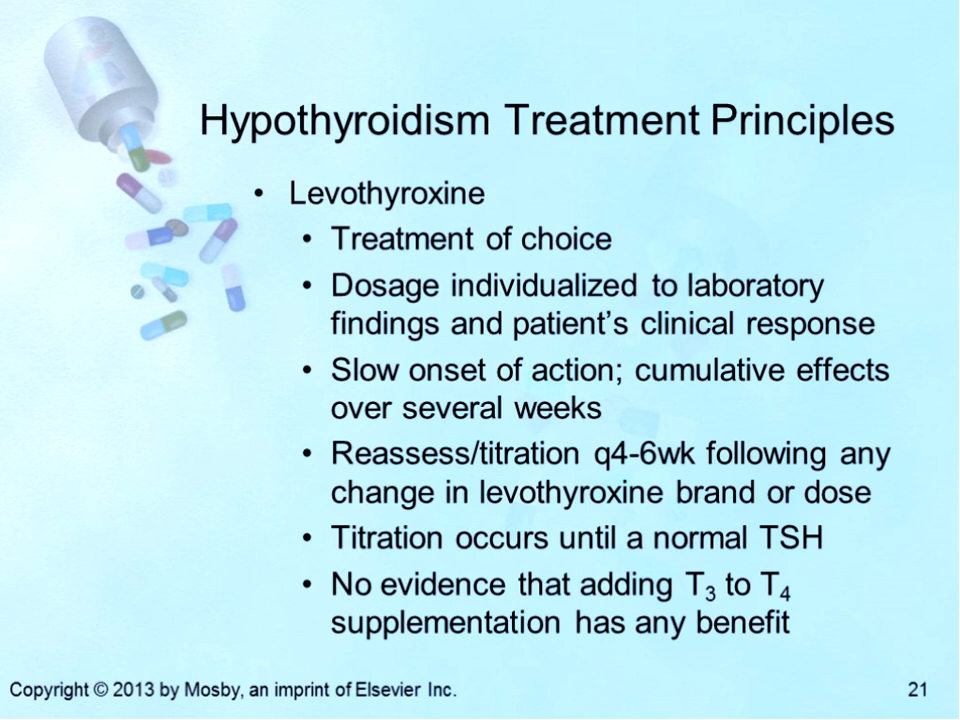 Hypothyroidism Treatment Principles
• Levothyroxine
• Treatment of choice
• Dosage individualized to laboratory
findings and patient’s clinical response
• Slow onset of action; cumulative effects
over several weeks
• Reassess/titration q4-6wk following any
change in levothyroxine brand or dose
• Titration occurs until a normal TSH
• No evidence that adding T₃ to T₄
supplementation has any benefit
Copyright © 2013 by Mosby, an imprint of Elsevier Inc.
21